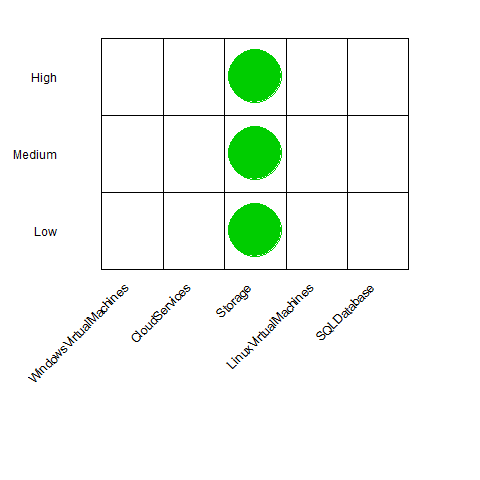 High
Medium
Low
WindowsVirtualMachines
CloudServices
Storage
LinuxVirtualMachines
SQLDatabase